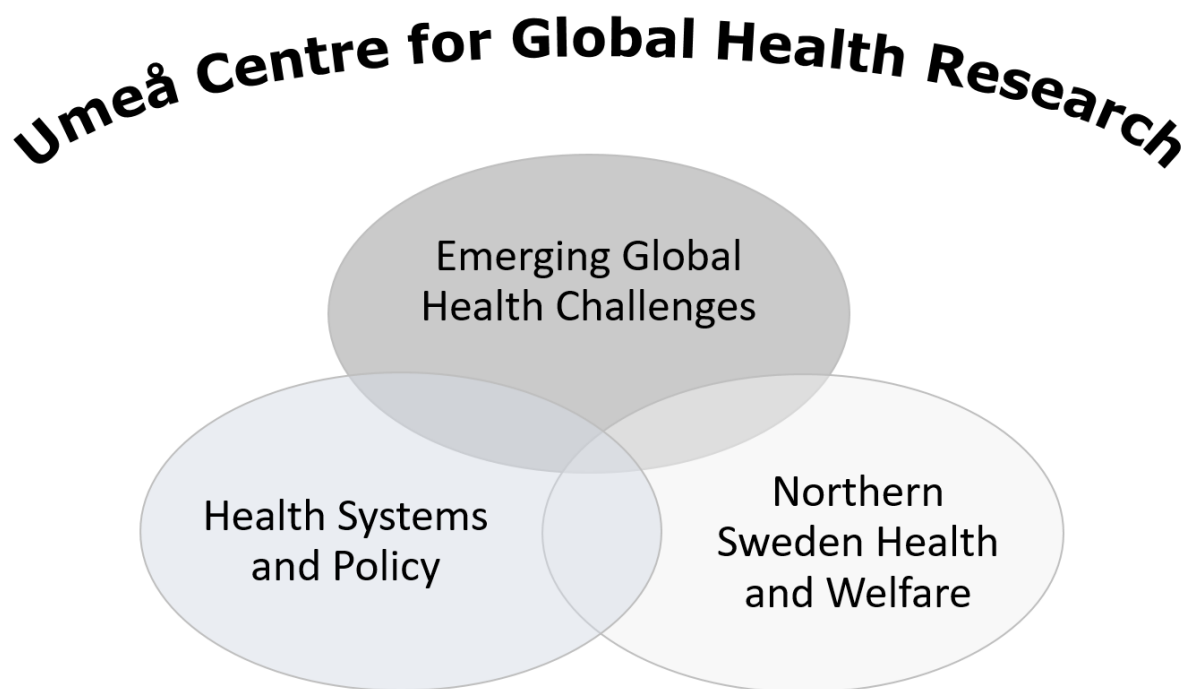 Umeå Centre for Global Health Research
Emerging Global
Health Challenges
Health Systems
and Policy
Northern
Sweden Health
and Welfare